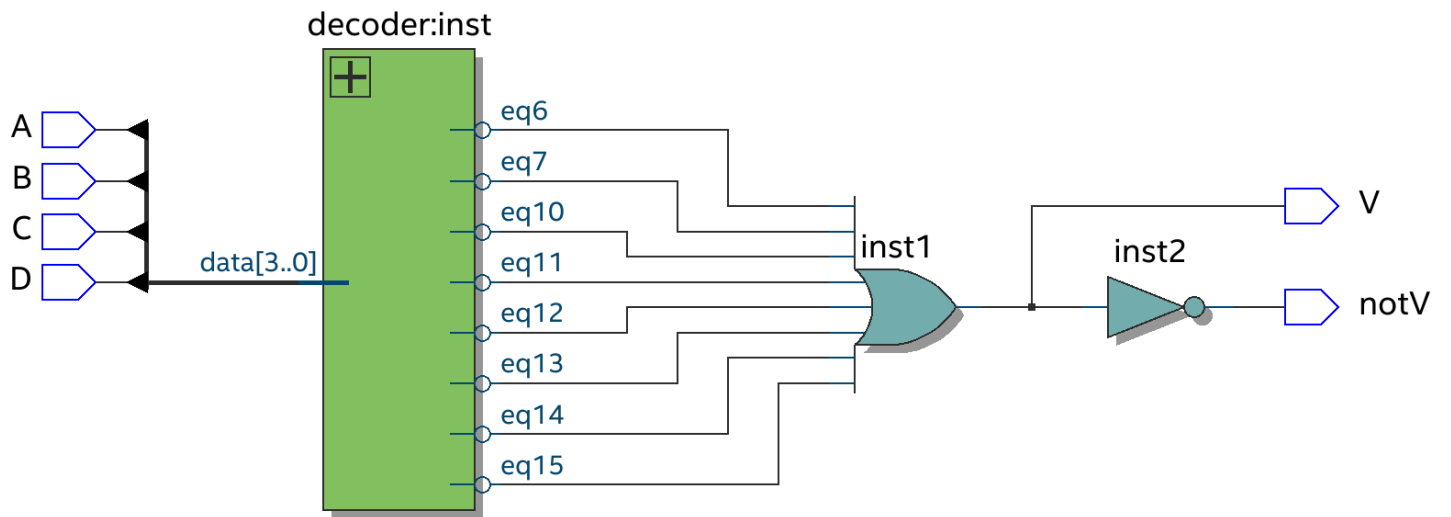 decoder:inst
A
B
C
D
data[3..0]
eq6
eq7
eq10
eq11
eq12
eq13
eq14
eq15
inst1
inst2
V
notV